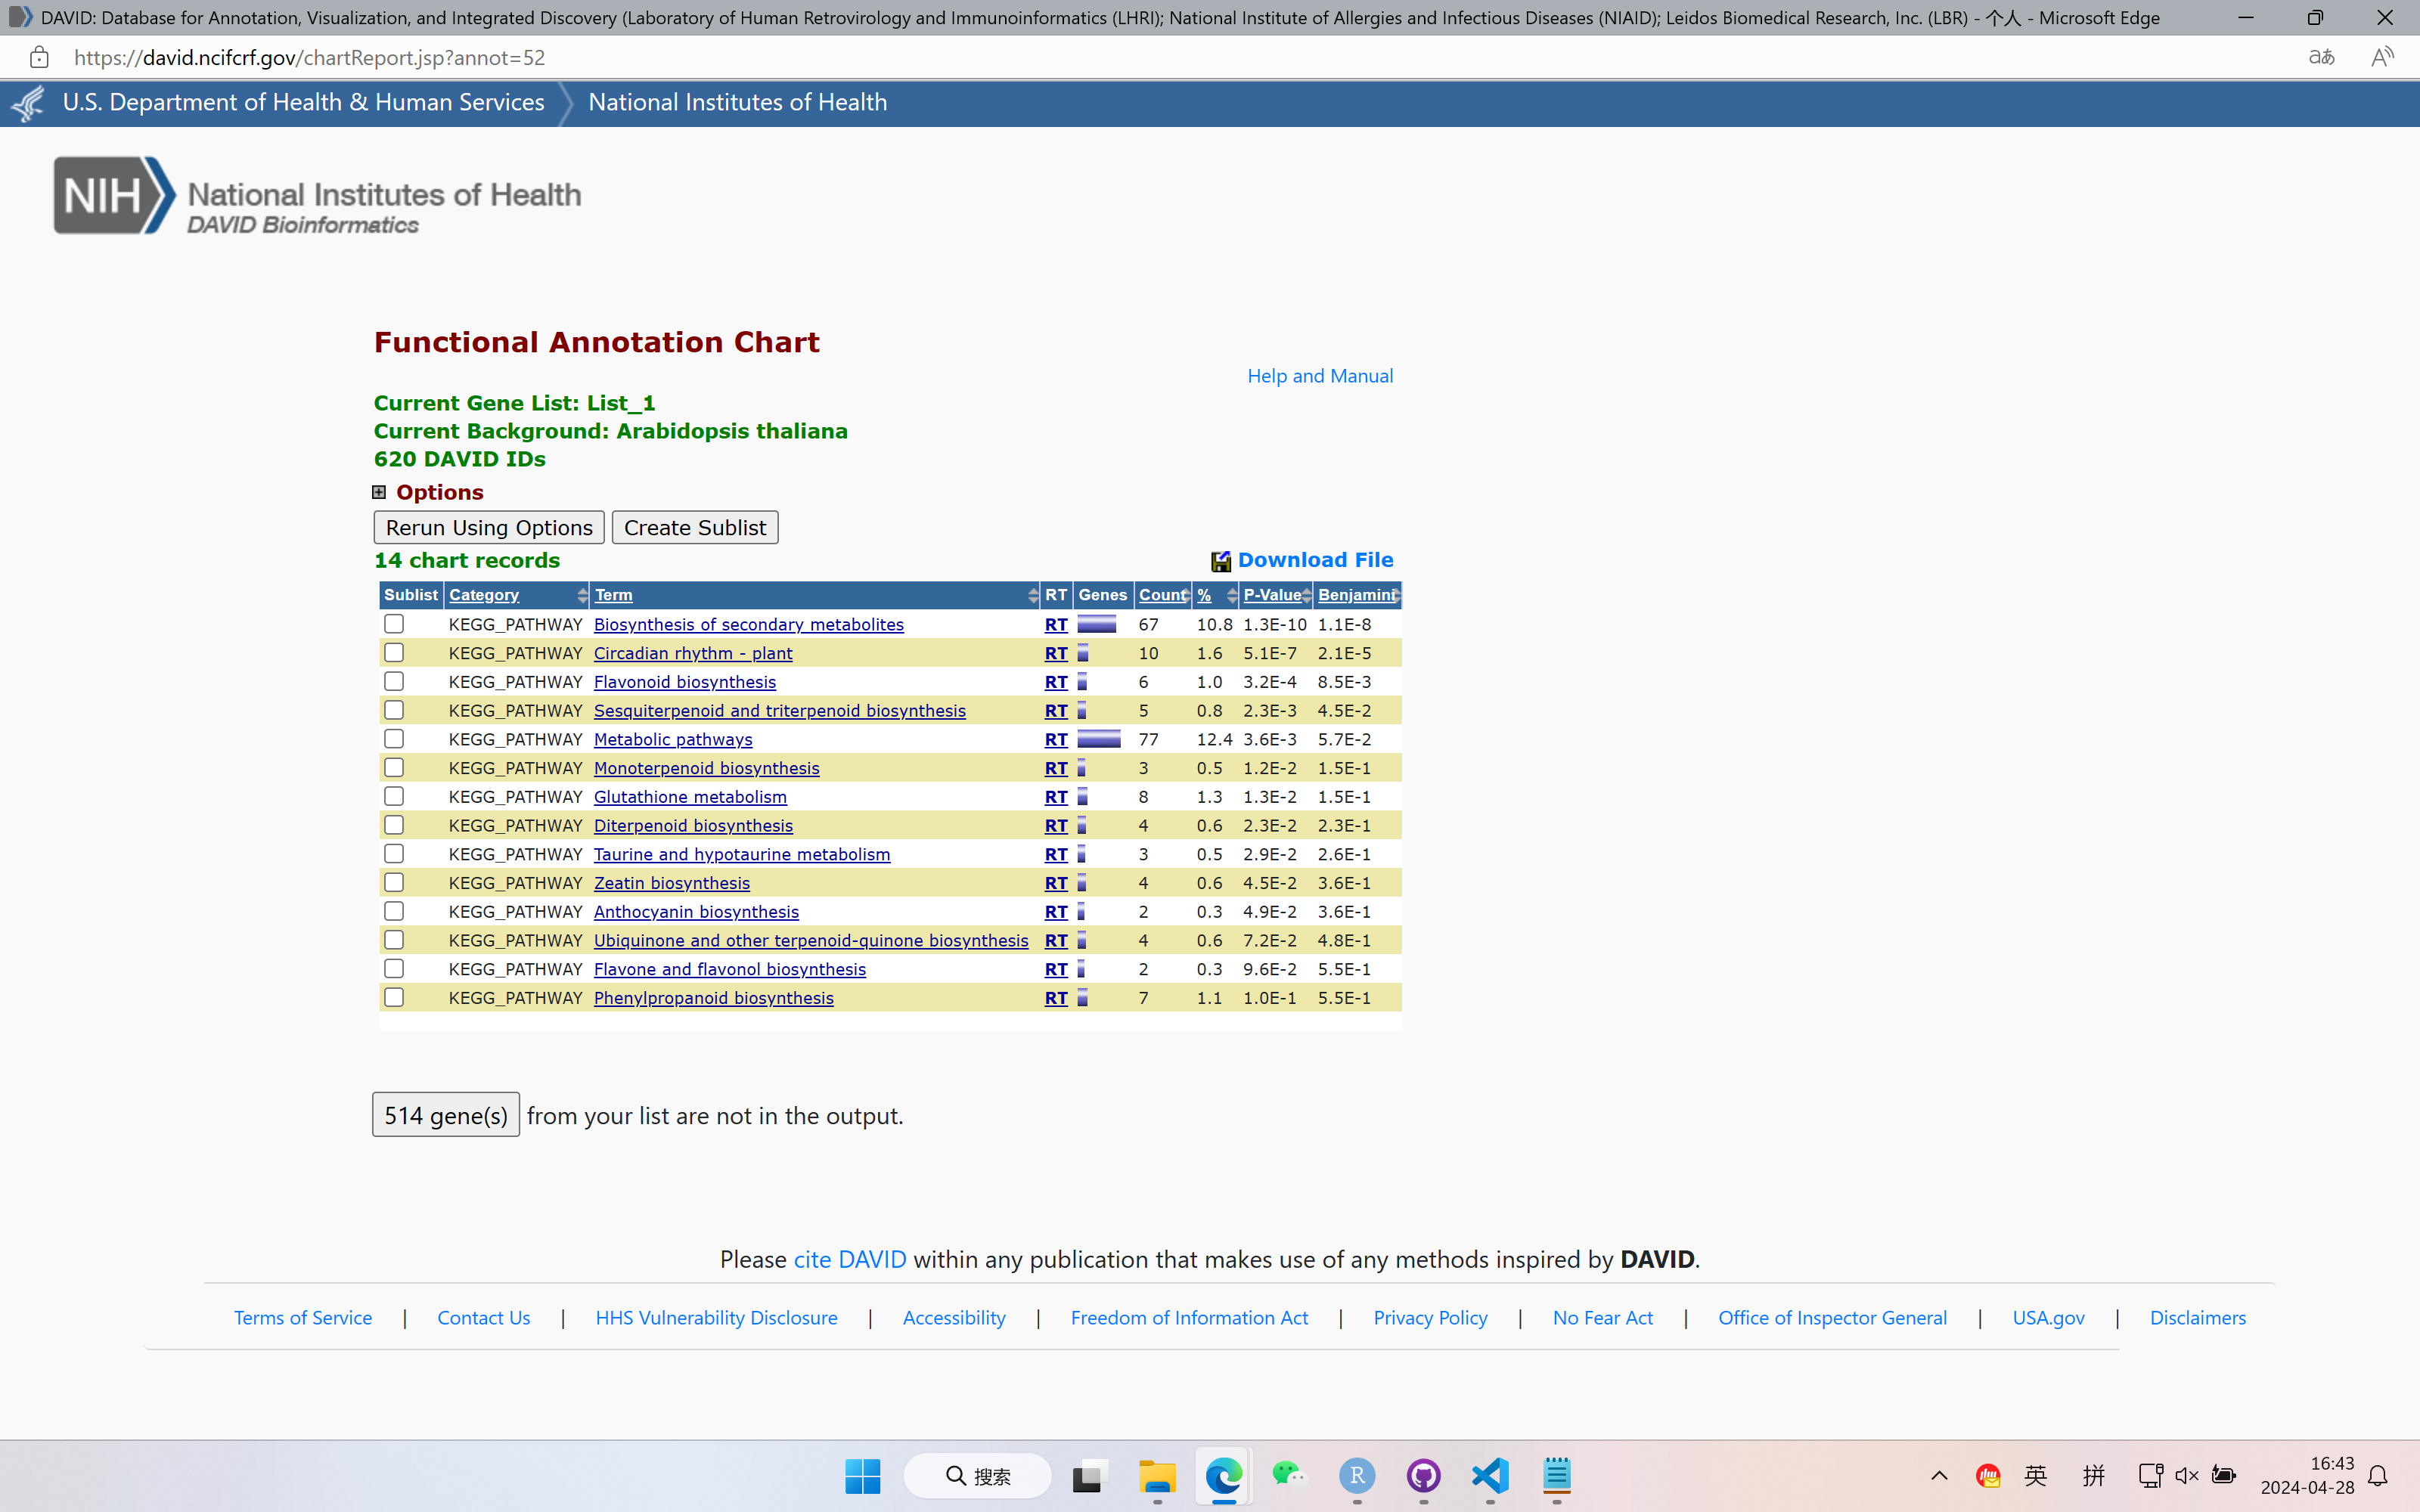 DAVID: Database for Annotation, Visualization, and Integrated Discovery (Laboratory of Human Retrovirology and Immunoinformatics (LHRI); National Institute of Allergies and Infectious Diseases (NIAID); Leidos Biomedical Research, Inc. (LBR) - 个人 - Microsoft Edge
https://david.ncifcrf.gov/chartReport.jsp?annot=52
U.S. Department of Health & Human Services National Institutes of Health
NIH National Institutes of Health
DAVID Bioinformatics
Functional Annotation Chart
Help and Manual
Current Gene List: List_1
Current Background: Arabidopsis thaliana
620 DAVID IDs
Options
Rerun Using Options Create Sublist
14 chart records Download File
Sublist Category Term RT Genes Count % P-Value Benjamini
KEGG_PATHWAY Biosynthesis of secondary metabolites RT 67 10.8 1.3E-10 1.1E-8
KEGG_PATHWAY Circadian rhythm - plant RT 10 1.6 5.1E-7 2.1E-5
KEGG_PATHWAY Flavonoid biosynthesis RT 6 1.0 3.2E-4 8.5E-3
KEGG_PATHWAY Sesquiterpenoid and triterpenoid biosynthesis RT 5 0.8 2.3E-3 4.5E-2
KEGG_PATHWAY Metabolic pathways RT 77 12.4 3.6E-3 5.7E-2
KEGG_PATHWAY Monoterpenoid biosynthesis RT 3 0.5 1.2E-2 1.5E-1
KEGG_PATHWAY Glutathione metabolism RT 8 1.3 1.3E-2 1.5E-1
KEGG_PATHWAY Diterpenoid biosynthesis RT 4 0.6 2.3E-2 2.3E-1
KEGG_PATHWAY Taurine and hypotaurine metabolism RT 3 0.5 2.9E-2 2.6E-1
KEGG_PATHWAY Zeatin biosynthesis RT 4 0.6 4.5E-2 3.6E-1
KEGG_PATHWAY Anthocyanin biosynthesis RT 2 0.3 4.9E-2 3.6E-1
KEGG_PATHWAY Ubiquinone and other terpenoid-quinone biosynthesis RT 4 0.6 7.2E-2 4.8E-1
KEGG_PATHWAY Flavone and flavonol biosynthesis RT 2 0.3 9.6E-2 5.5E-1
KEGG_PATHWAY Phenylpropanoid biosynthesis RT 7 1.1 1.0E-1 5.5E-1
514 gene(s) from your list are not in the output.
Please cite DAVID within any publication that makes use of any methods inspired by DAVID.
Terms of Service | Contact Us | HHS Vulnerability Disclosure | Accessibility | Freedom of Information Act | Privacy Policy | No Fear Act | Office of Inspector General | USA.gov | Disclaimers
搜索 英 拼 16:43
2024-04-28